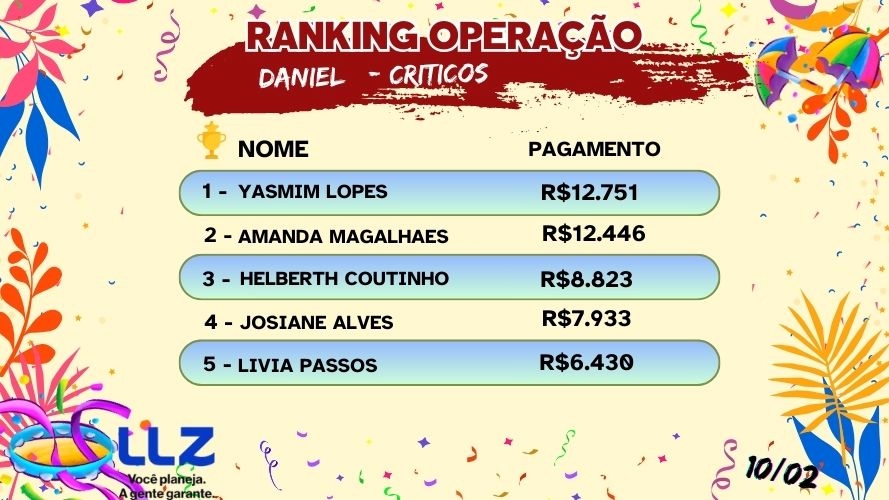 RANKING OPERAÇÃO
DANIEL - CRITICOS
NOME PAGAMENTO
1 - YASMIM LOPES R$12.751
2 - AMANDA MAGALHAES R$12.446
3 - HELBERTH COUTINHO R$8.823
4 - JOSIANE ALVES R$7.933
5 - LIVIA PASSOS R$6.430
LLZ
Você planeja.
A gente garante.
10/02